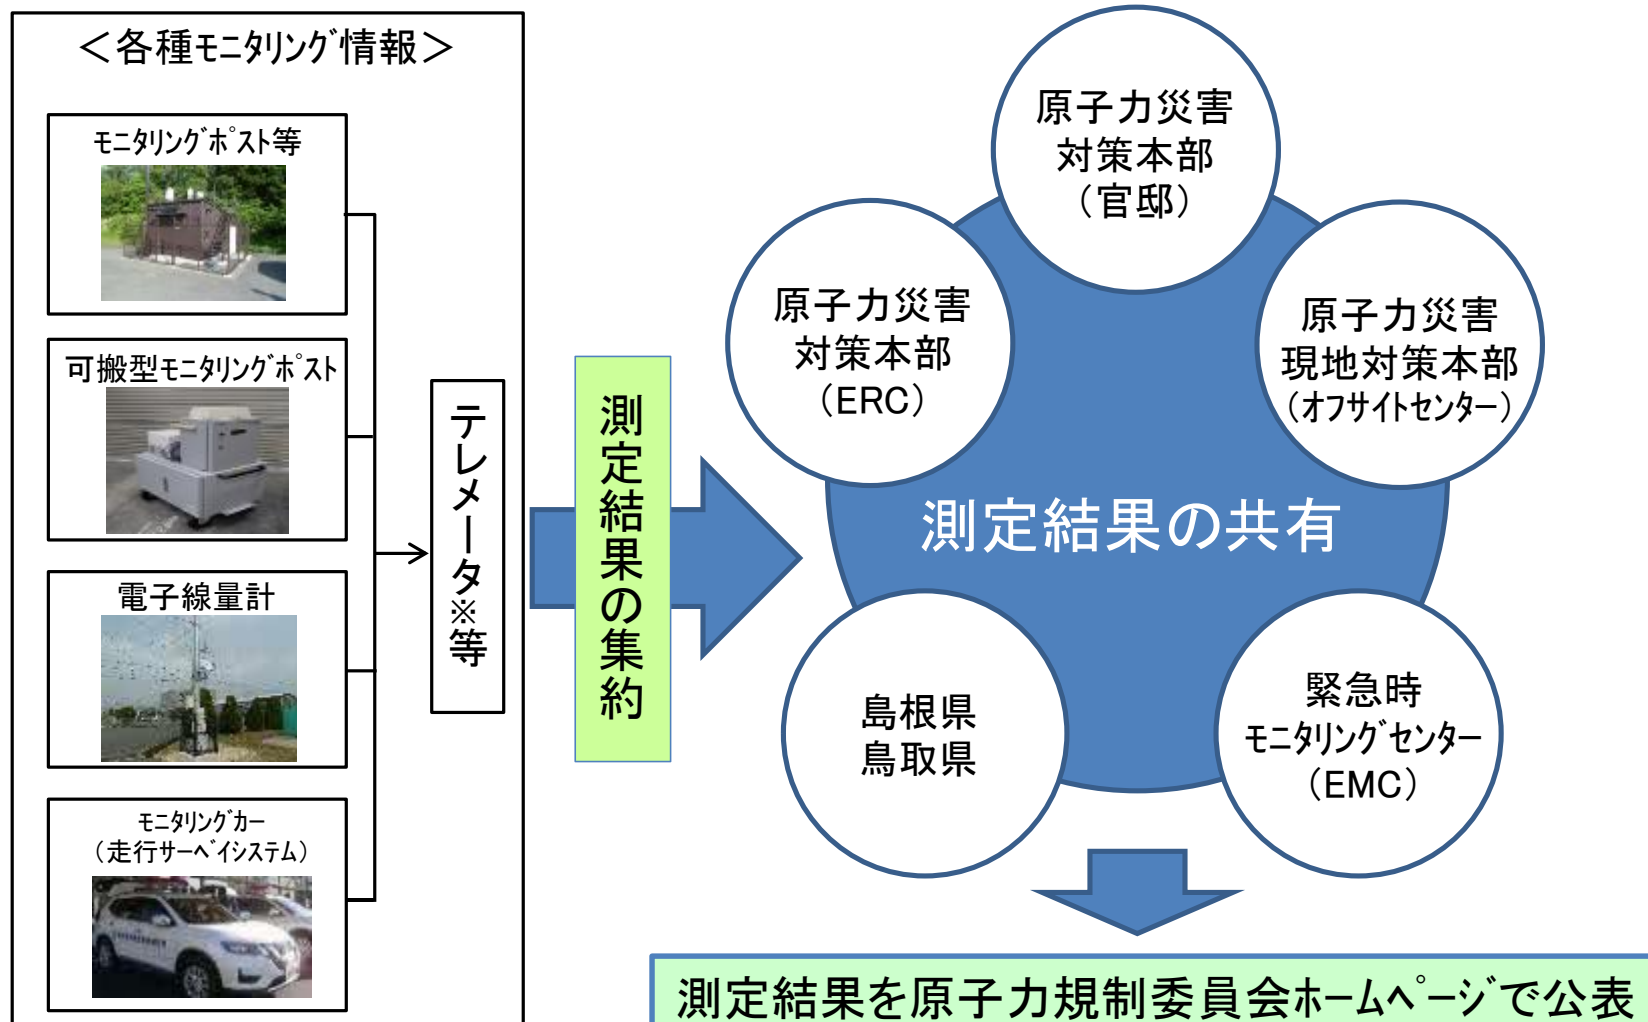 ＜各種モニタリング情報＞
モニタリングポスト等
可搬型モニタリングポスト
電子線量計
モニタリングカー
（走行サーベイシステム）
テレメータ※等
測定結果の集約
原子力災害
対策本部
（官邸）
原子力災害
対策本部
（ERC）
原子力災害
現地対策本部
（オフサイトセンター）
測定結果の共有
島根県
鳥取県
緊急時
モニタリングセンター
（EMC）
測定結果を原子力規制委員会ホームページで公表